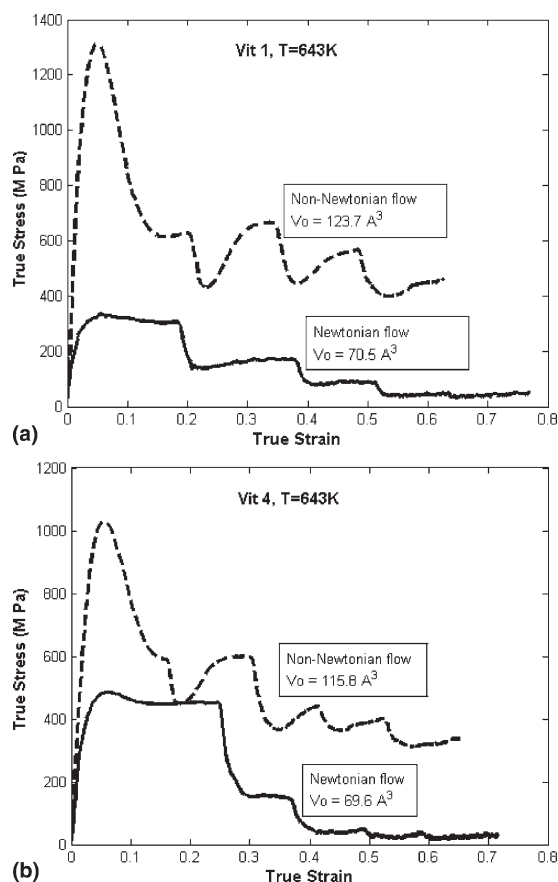 1400
Vit 1, T=643K
1200
1000
800
Non-Newtonian flow
Vo = 123.7 A³
600
400
Newtonian flow
Vo = 70.5 A³
200
0
0 0.1 0.2 0.3 0.4 0.5 0.6 0.7 0.8
True Stress (M Pa)
True Strain
(a)
1200
Vit 4, T=643K
1000
800
Non-Newtonian flow
Vo = 115.8 A³
600
400
Newtonian flow
Vo = 69.6 A³
200
0
0 0.1 0.2 0.3 0.4 0.5 0.6 0.7 0.8
True Stress (M Pa)
True Strain
(b)